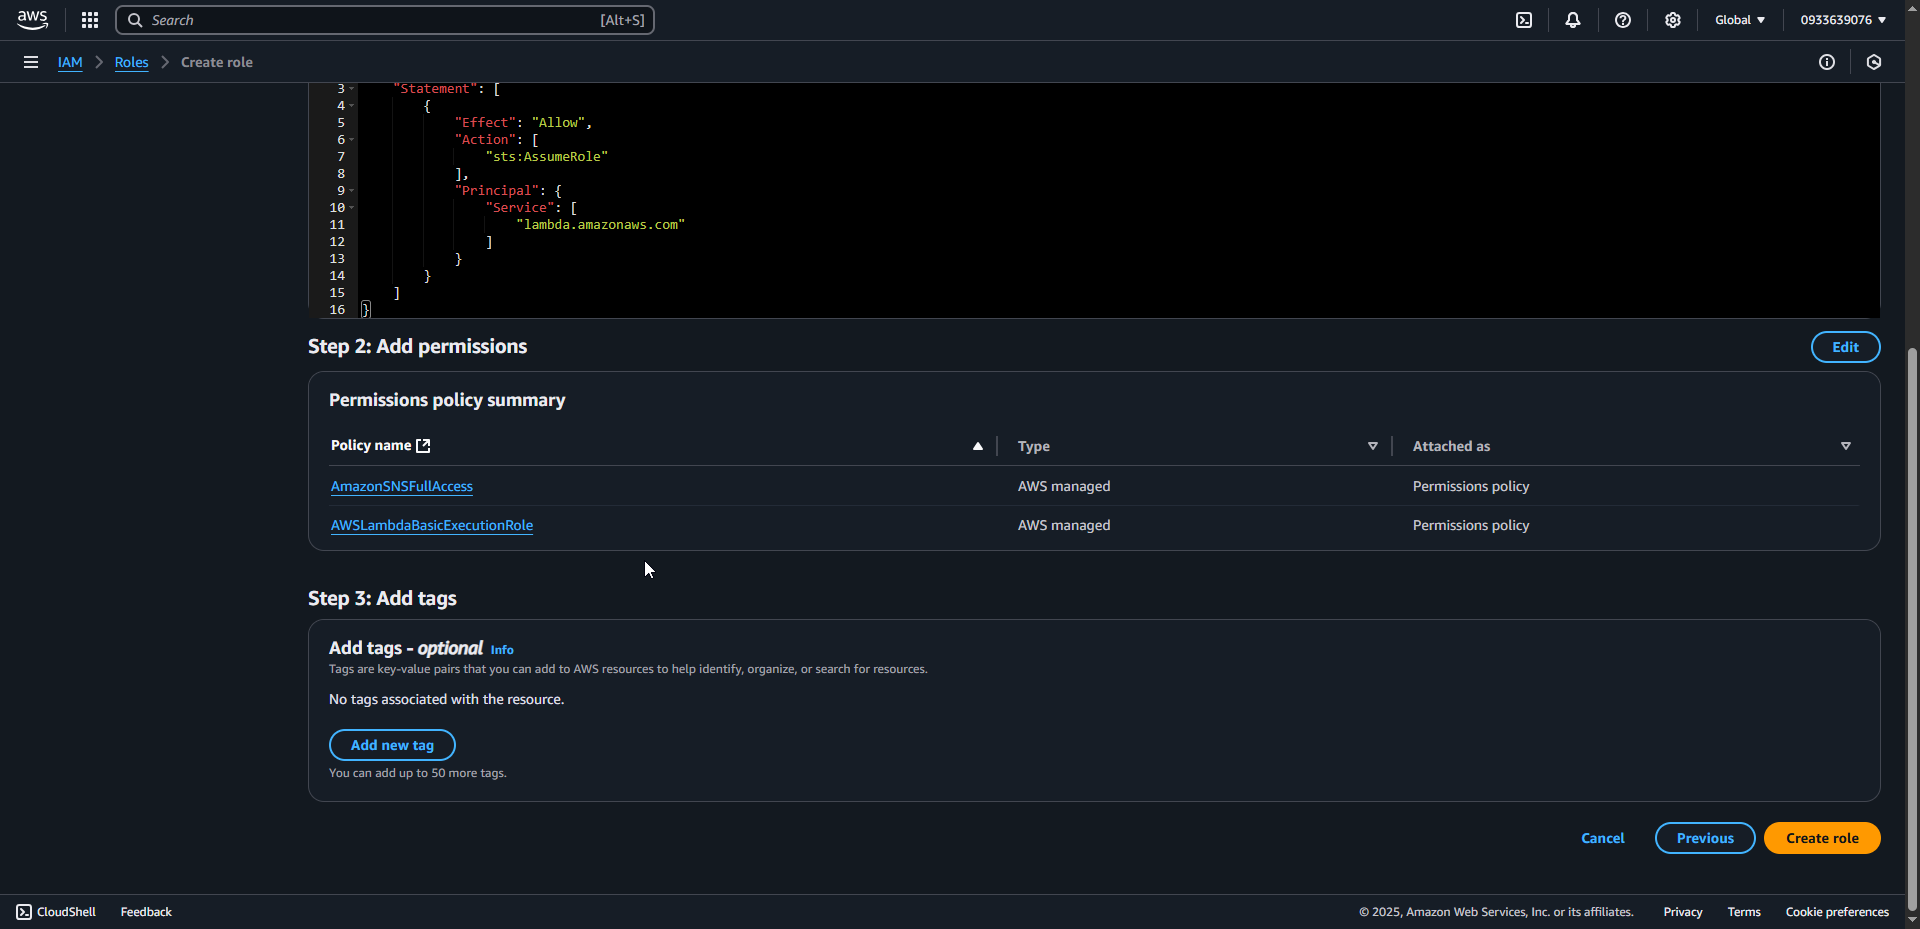 aws
Search [Alt+S]
Global
0933639076
IAM
Roles
Create role
3 "Statement": [
4 {
5 "Effect": "Allow",
6 "Action": [
7 "sts:AssumeRole"
8 ],
9 "Principal": {
10 "Service": [
11 "lambda.amazonaws.com"
12 ]
13 }
14 }
15 ]
16 }
Step 2: Add permissions
Edit
Permissions policy summary
Policy name Type Attached as
AmazonSNSFullAccess AWS managed Permissions policy
AWSLambdaBasicExecutionRole AWS managed Permissions policy
Step 3: Add tags
Add tags - optional Info
Tags are key-value pairs that you can add to AWS resources to help identify, organize, or search for resources.
No tags associated with the resource.
Add new tag
You can add up to 50 more tags.
Cancel Previous Create role
CloudShell Feedback © 2025, Amazon Web Services, Inc. or its affiliates. Privacy Terms Cookie preferences